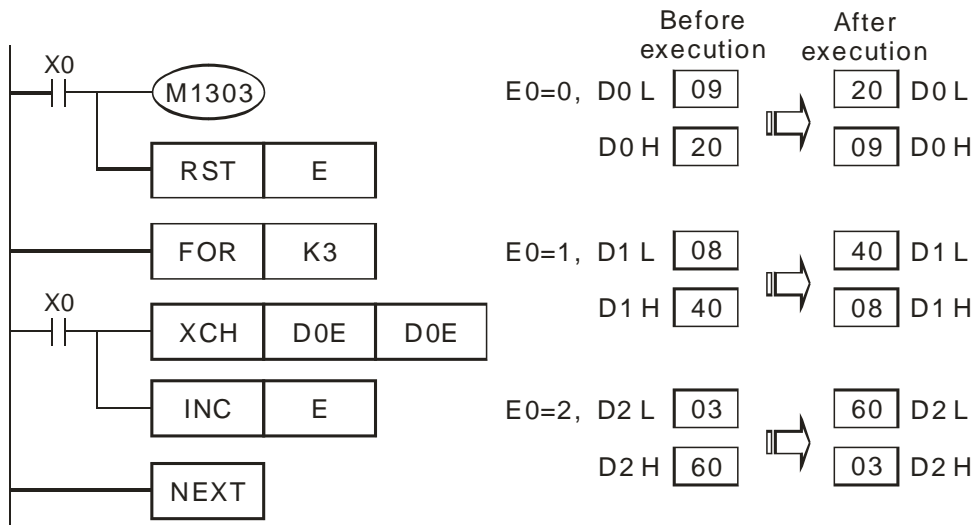 X0
M1303
RST E
FOR K3
X0
XCH D0E D0E
INC E
NEXT
Before execution
After execution
E0=0, D0 L 09 20 D0 L
D0 H 20 09 D0 H
E0=1, D1 L 08 40 D1 L
D1 H 40 08 D1 H
E0=2, D2 L 03 60 D2 L
D2 H 60 03 D2 H